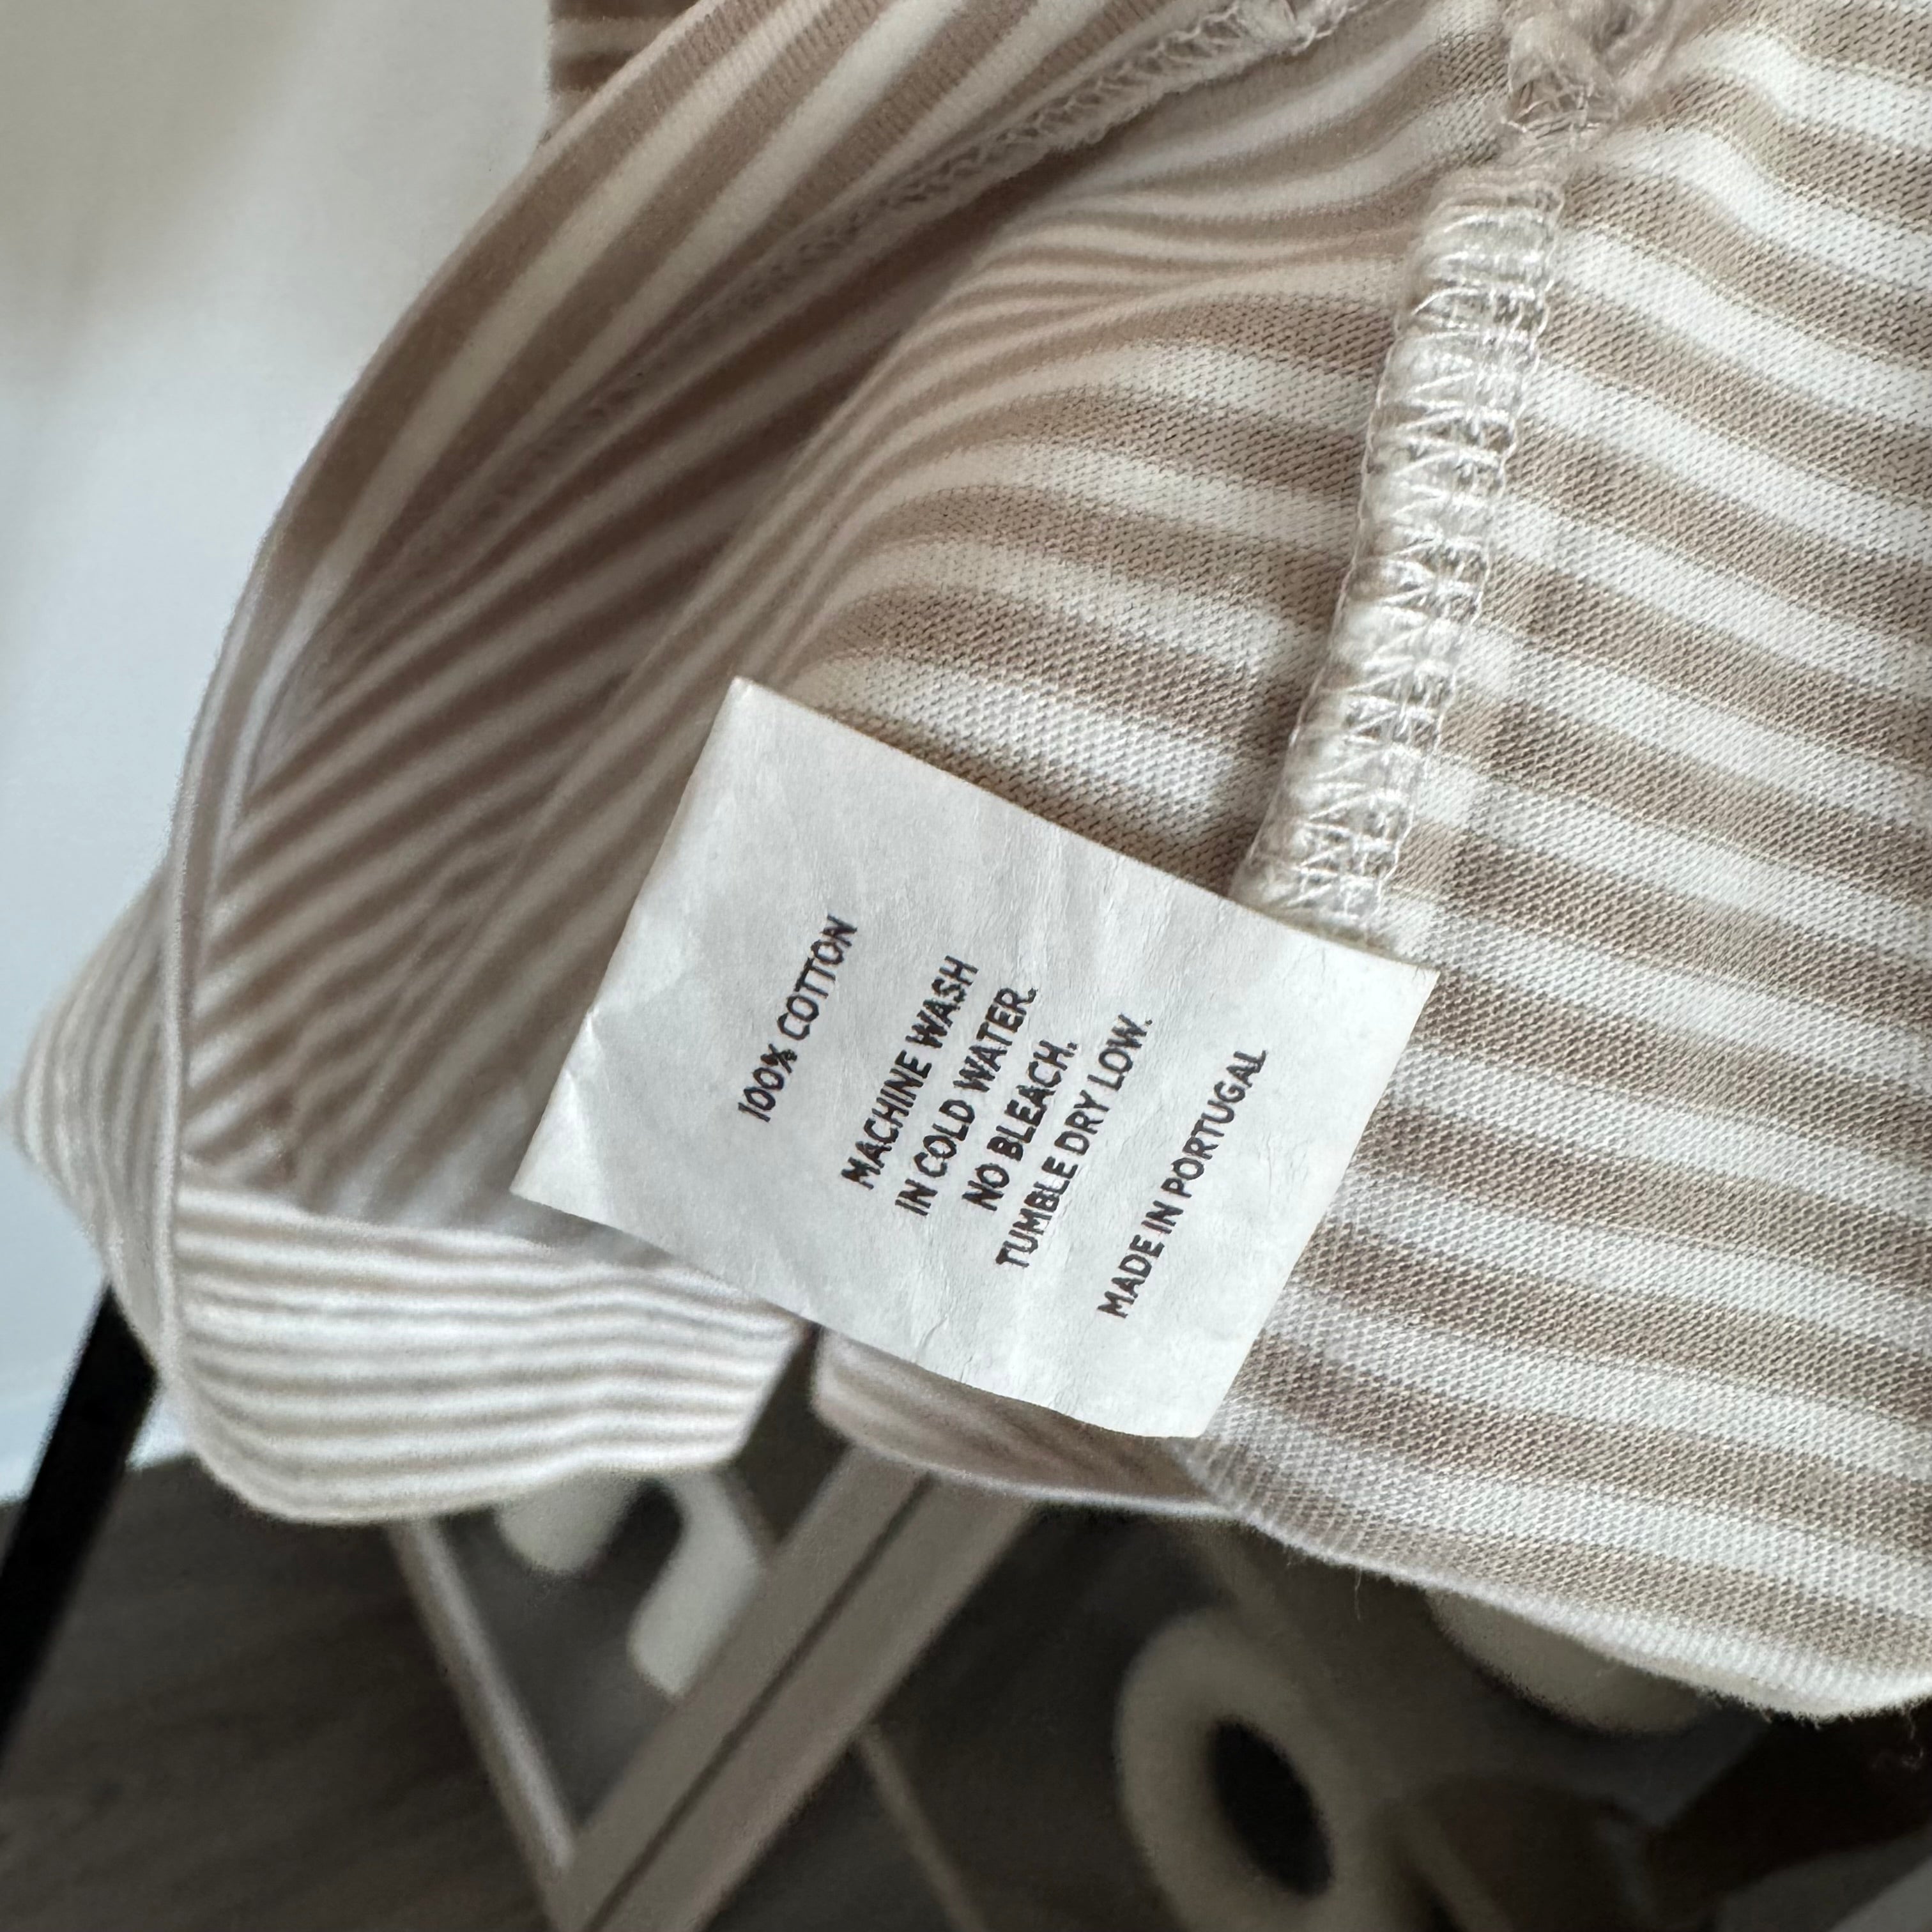 100% COTTON
MACHINE WASH
IN COLD WATER.
NO BLEACH.
TUMBLE DRY LOW.
MADE IN PORTUGAL